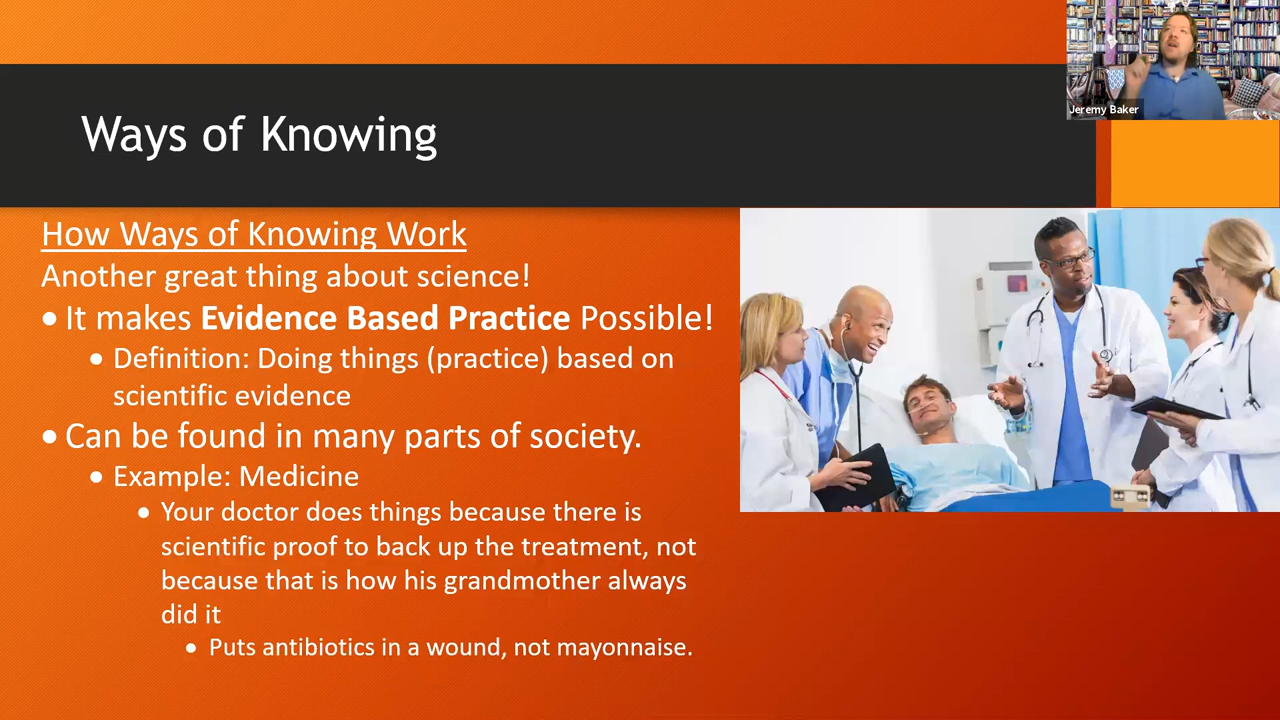 Jeremy Baker
Ways of Knowing
How Ways of Knowing Work
Another great thing about science!
• It makes Evidence Based Practice Possible!
• Definition: Doing things (practice) based on
scientific evidence
• Can be found in many parts of society.
• Example: Medicine
• Your doctor does things because there is
scientific proof to back up the treatment, not
because that is how his grandmother always
did it
• Puts antibiotics in a wound, not mayonnaise.